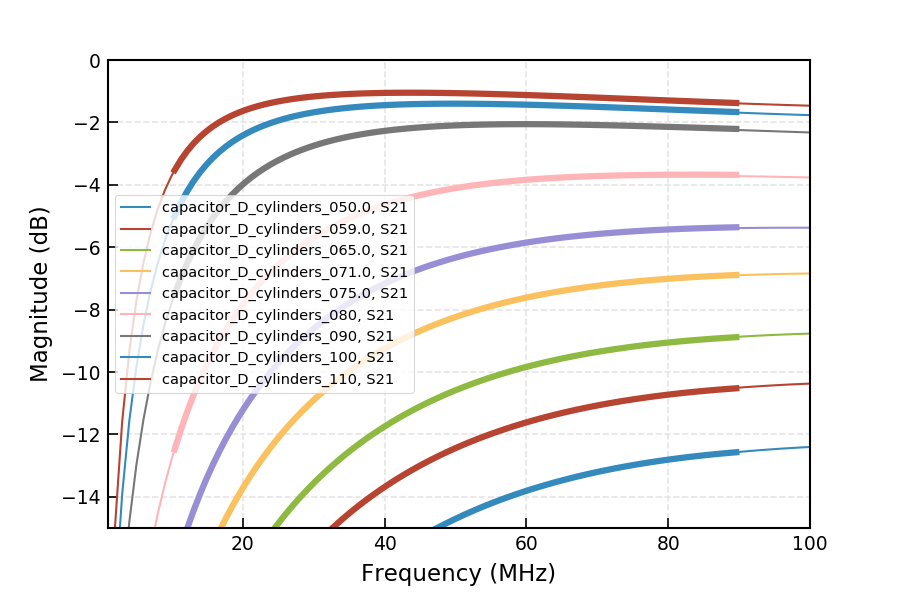 0
−2
−4
−6
−8
−10
−12
−14
Magnitude (dB)
capacitor_D_cylinders_050.0, S21
capacitor_D_cylinders_059.0, S21
capacitor_D_cylinders_065.0, S21
capacitor_D_cylinders_071.0, S21
capacitor_D_cylinders_075.0, S21
capacitor_D_cylinders_080, S21
capacitor_D_cylinders_090, S21
capacitor_D_cylinders_100, S21
capacitor_D_cylinders_110, S21
20 40 60 80 100
Frequency (MHz)